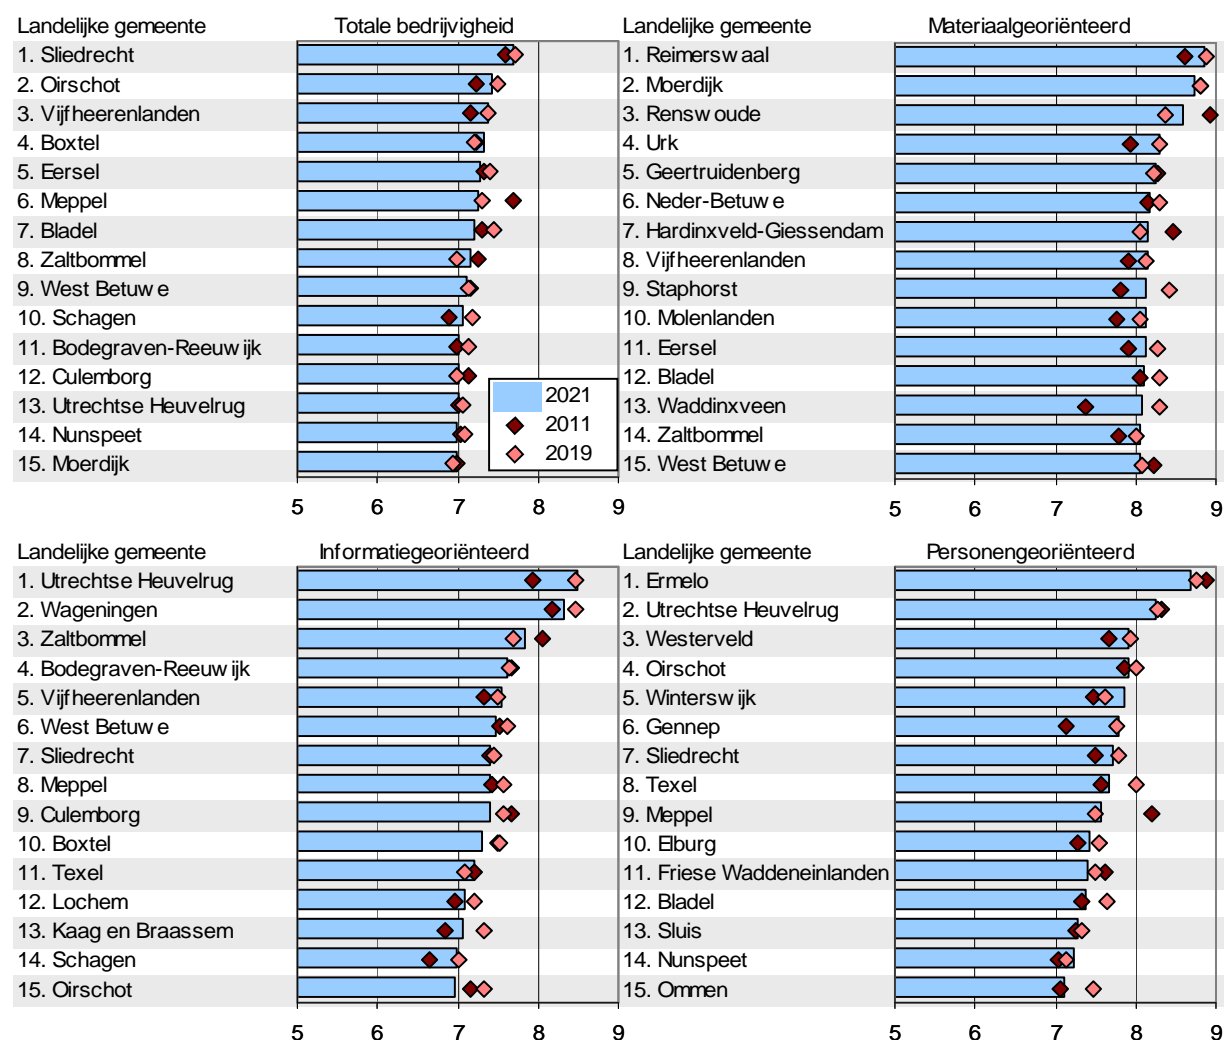 Landelijke gemeente Totale bedrijvigheid
1. Sliedrecht
2. Oirschot
3. Vijfheerenlanden
4. Boxtel
5. Eersel
6. Meppel
7. Bladel
8. Zaltbommel
9. West Betuwe
10. Schagen
11. Bodegraven-Reeuwijk
12. Culemborg
13. Utrechtse Heuvelrug
14. Nunspeet
15. Moerdijk
2021
2011
2019
5 6 7 8 9
Landelijke gemeente Materiaalgeoriënteerd
1. Reimerswaal
2. Moerdijk
3. Renswoude
4. Urk
5. Geertruidenberg
6. Neder-Betuwe
7. Hardinxveld-Giessendam
8. Vijfheerenlanden
9. Staphorst
10. Molenlanden
11. Eersel
12. Bladel
13. Waddinxveen
14. Zaltbommel
15. West Betuwe
5 7 8 9
Landelijke gemeente Informatiegeoriënteerd
1. Utrechtse Heuvelrug
2. Wageningen
3. Zaltbommel
4. Bodegraven-Reeuwijk
5. Vijfheerenlanden
6. West Betuwe
7. Sliedrecht
8. Meppel
9. Culemborg
10. Boxtel
11. Texel
12. Lochem
13. Kaag en Braassem
14. Schagen
15. Oirschot
5 6 7 8 9
Landelijke gemeente Personengeoriënteerd
1. Ermelo
2. Utrechtse Heuvelrug
3. Westerveld
4. Oirschot
5. Winterswijk
6. Gennep
7. Sliedrecht
8. Texel
9. Meppel
10. Elburg
11. Friese Waddeneinlanden
12. Bladel
13. Sluis
14. Nunspeet
15. Ommen
5 7 8 9